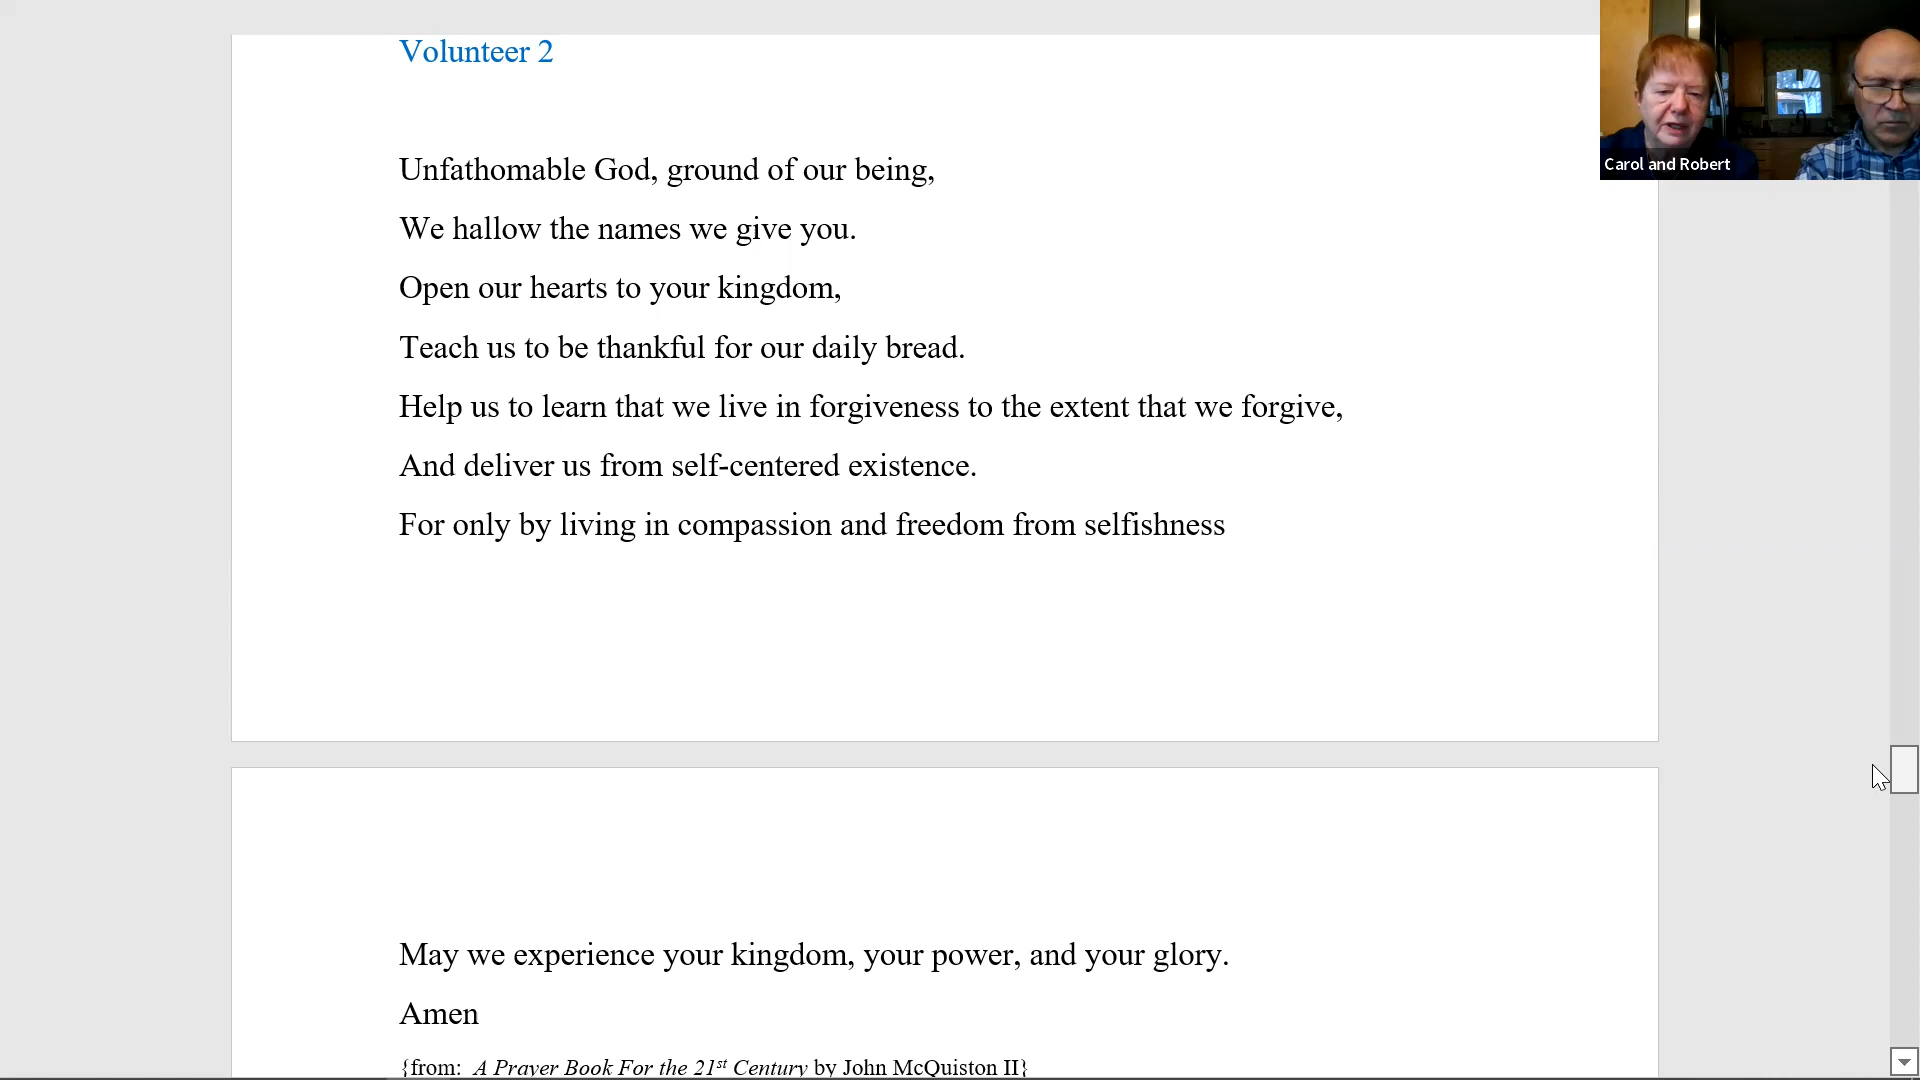 Volunteer 2
Carol and Robert
Unfathomable God, ground of our being,
We hallow the names we give you.
Open our hearts to your kingdom,
Teach us to be thankful for our daily bread.
Help us to learn that we live in forgiveness to the extent that we forgive,
And deliver us from self-centered existence.
For only by living in compassion and freedom from selfishness
May we experience your kingdom, your power, and your glory.
Amen
{from: A Prayer Book For the 21st Century by John McQuiston II}